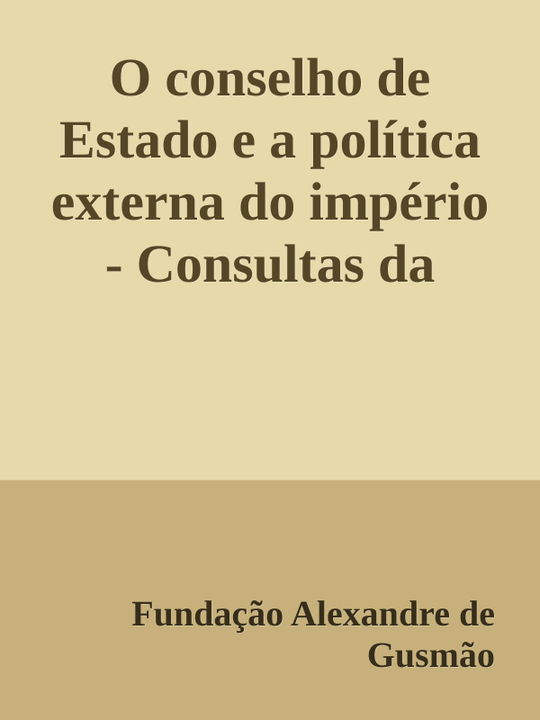 O conselho de
Estado e a política
externa do império
- Consultas da
Fundação Alexandre de
Gusmão